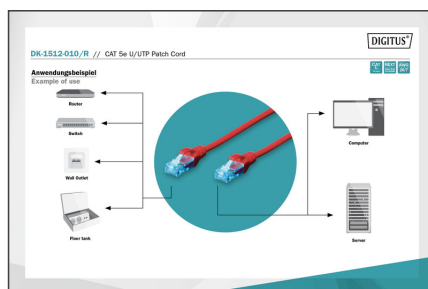 DIGITUS®
DK-1512-010/R // CAT 5e U/UTP Patch Cord
Anwendungsbeispiel
Example of use
Router
Switch
Wall Outlet
Floor tank
Computer
Server